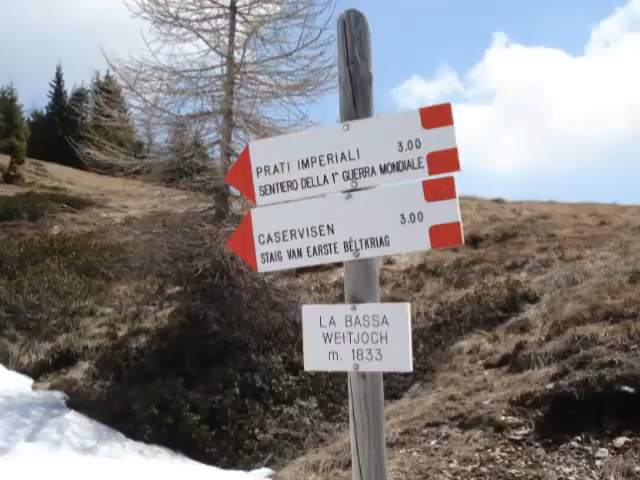 PRATI IMPERIALI 3.00
SENTIERO DELLA 1° GUERRA MONDIALE
CASERVISEN 3.00
STAIG VAN EARSTE BÈLTKRIAG
LA BASSA
WEITJOCH
m. 1833